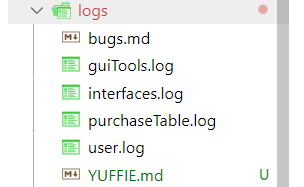 logs
bugs.md
guiTools.log
interfaces.log
purchaseTable.log
user.log
YUFFIE.md U